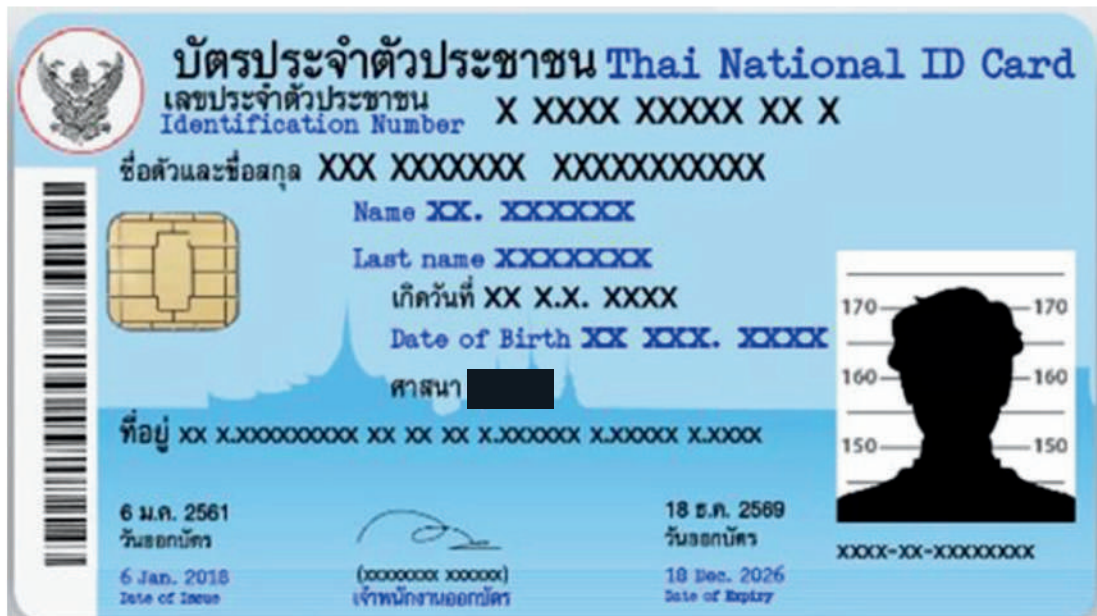 บัตรประจำตัวประชาชน Thai National ID Card
เลขประจำตัวประชาชน X XXXX XXXXX XX X
Identification Number
ชื่อตัวและชื่อสกุล XXX XXXXXXX XXXXXXXXXXX
Name XX. XXXXXXX
Last name XXXXXXXX
เกิดวันที่ XX X.X. XXXX
Date of Birth XX XXX. XXXX
ศาสนา
ที่อยู่ XX X.XXXXXXXXX XX XX XX X.XXXXXX X.XXXXX X.XXXX
170 170
160 160
150 150
6 ม.ค. 2561
วันออกบัตร
6 Jan. 2018
Date of Issue
(XXXXXXXX XXXXXX)
เจ้าพนักงานออกบัตร
18 ธ.ค. 2569
วันออกบัตร
18 Dec. 2026
Date of Expiry
XXXX-XX-XXXXXXXX